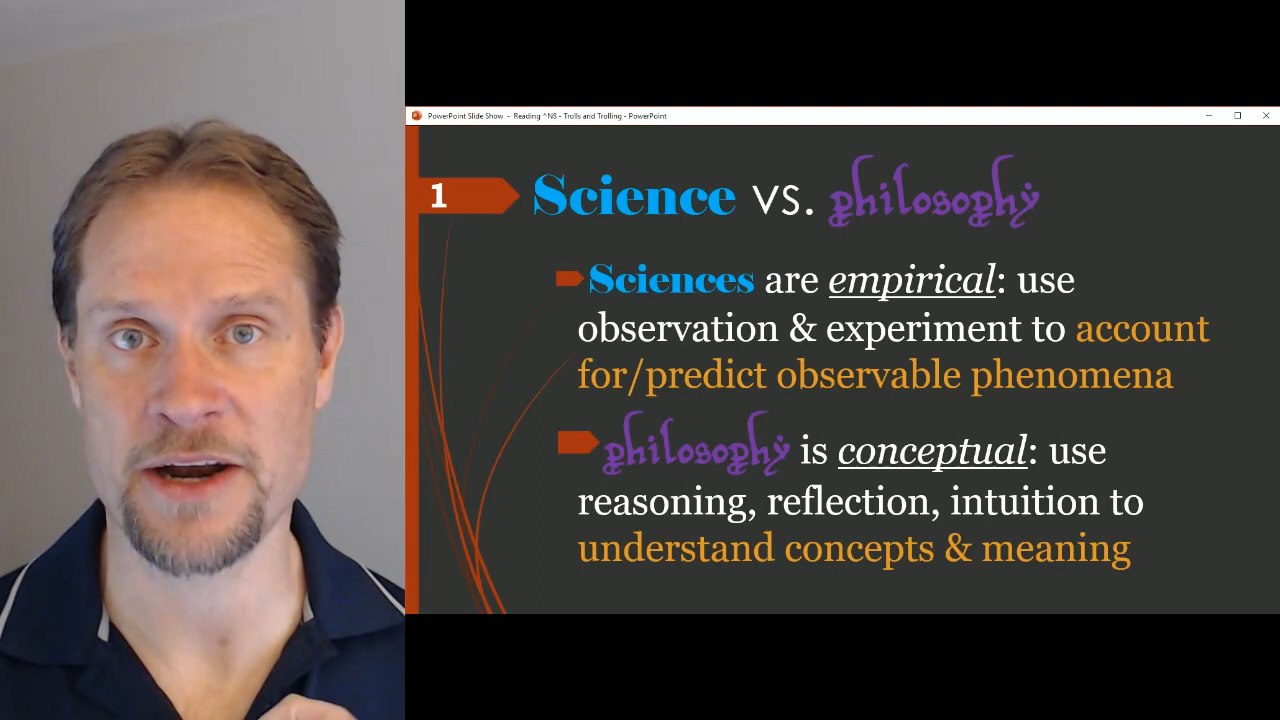 PowerPoint Slide Show - Reading ^N8 - Trolls and Trolling - PowerPoint
1
Science vs. philosophy
Sciences are empirical: use
observation & experiment to account
for/predict observable phenomena
philosophy is conceptual: use
reasoning, reflection, intuition to
understand concepts & meaning